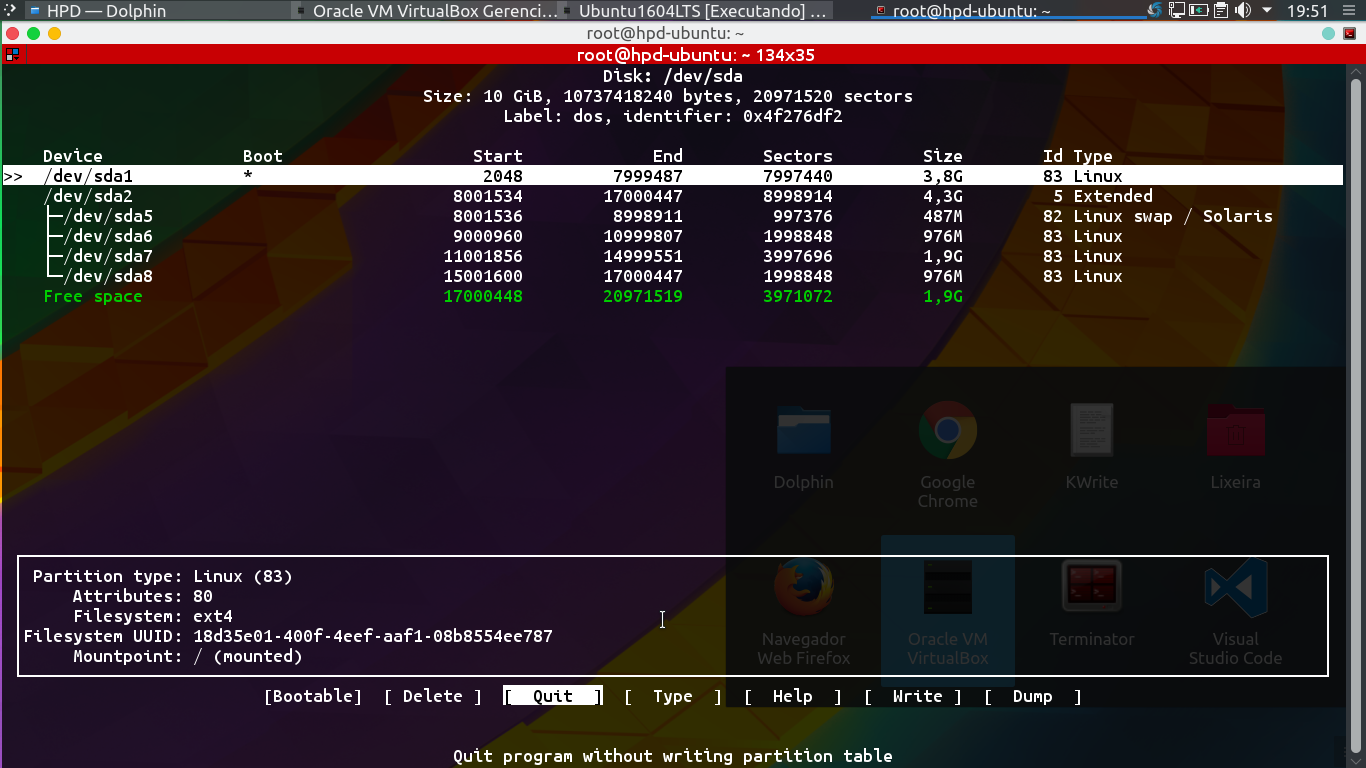 HPD — Dolphin Oracle VM VirtualBox Gerenci... Ubuntu1604LTS [Executando] ... root@hpd-ubuntu: ~ 19:51
root@hpd-ubuntu: ~
root@hpd-ubuntu: ~ 134x35
Disk: /dev/sda
Size: 10 GiB, 10737418240 bytes, 20971520 sectors
Label: dos, identifier: 0x4f276df2
Device Boot Start End Sectors Size Id Type
>> /dev/sda1 * 2048 7999487 7997440 3,8G 83 Linux
/dev/sda2 8001534 17000447 8998914 4,3G 5 Extended
├─/dev/sda5 8001536 8998911 997376 487M 82 Linux swap / Solaris
├─/dev/sda6 9000960 10999807 1998848 976M 83 Linux
├─/dev/sda7 11001856 14999551 3997696 1,9G 83 Linux
└─/dev/sda8 15001600 17000447 1998848 976M 83 Linux
Free space 17000448 20971519 3971072 1,9G
Dolphin Google Chrome KWrite Lixeira
Partition type: Linux (83)
Attributes: 80
Filesystem: ext4
Filesystem UUID: 18d35e01-400f-4eef-aaf1-08b8554ee787
Mountpoint: / (mounted)
Navegador Web Firefox Oracle VM VirtualBox Terminator Visual Studio Code
[Bootable] [ Delete ] [ Quit ] [ Type ] [ Help ] [ Write ] [ Dump ]
Quit program without writing partition table